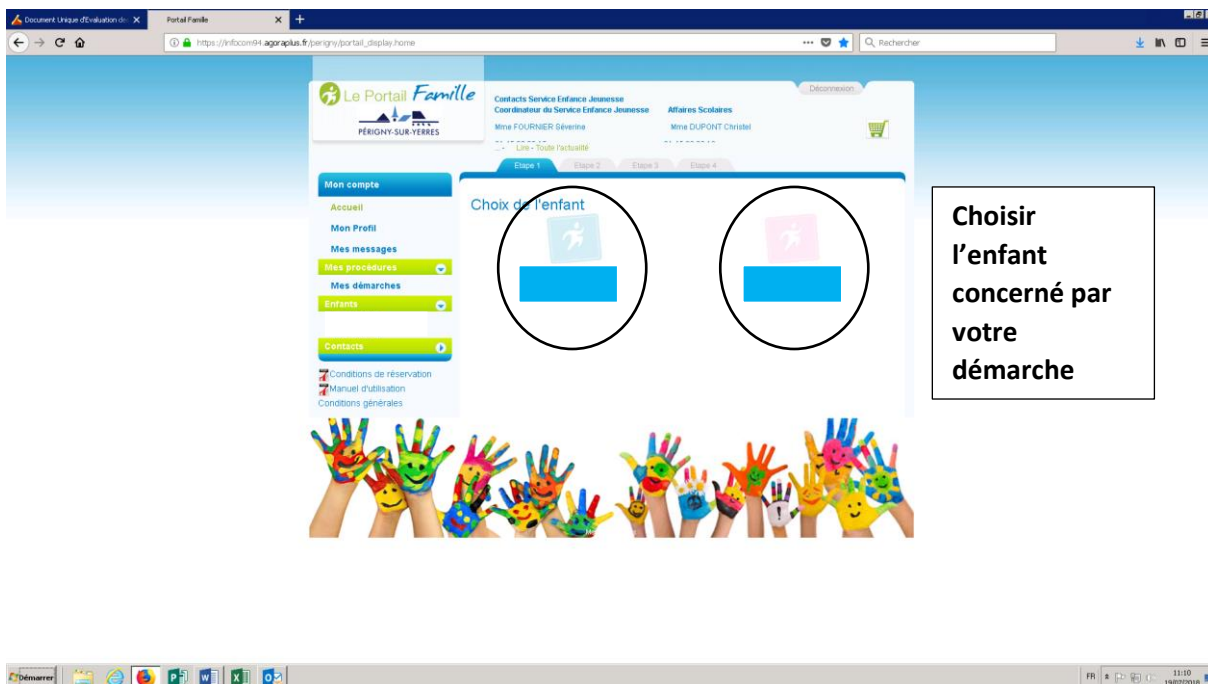 Document Unique d'Evaluation de
Portail Famille
https://infocom94.agoraplus.fr/perigny/portail_display.home
Rechercher
Le Portail Famille
PÉRIGNY-SUR-YERRES
Contacts Service Enfance Jeunesse
Coordinateur du Service Enfance Jeunesse
Affaires Scolaires
Mme FOURNIER Séverine
Mme DUPONT Christel
Lire - Toute l'actualité
Déconnexion
Etape 1
Etape 2
Etape 3
Etape 4
Mon compte
Accueil
Mon Profil
Mes messages
Mes procédures
Mes démarches
Enfants
Contacts
Conditions de réservation
Manuel d'utilisation
Conditions générales
Choix de l'enfant
Choisir
l'enfant
concerné par
votre
démarche
Démarrer
FR
11:10